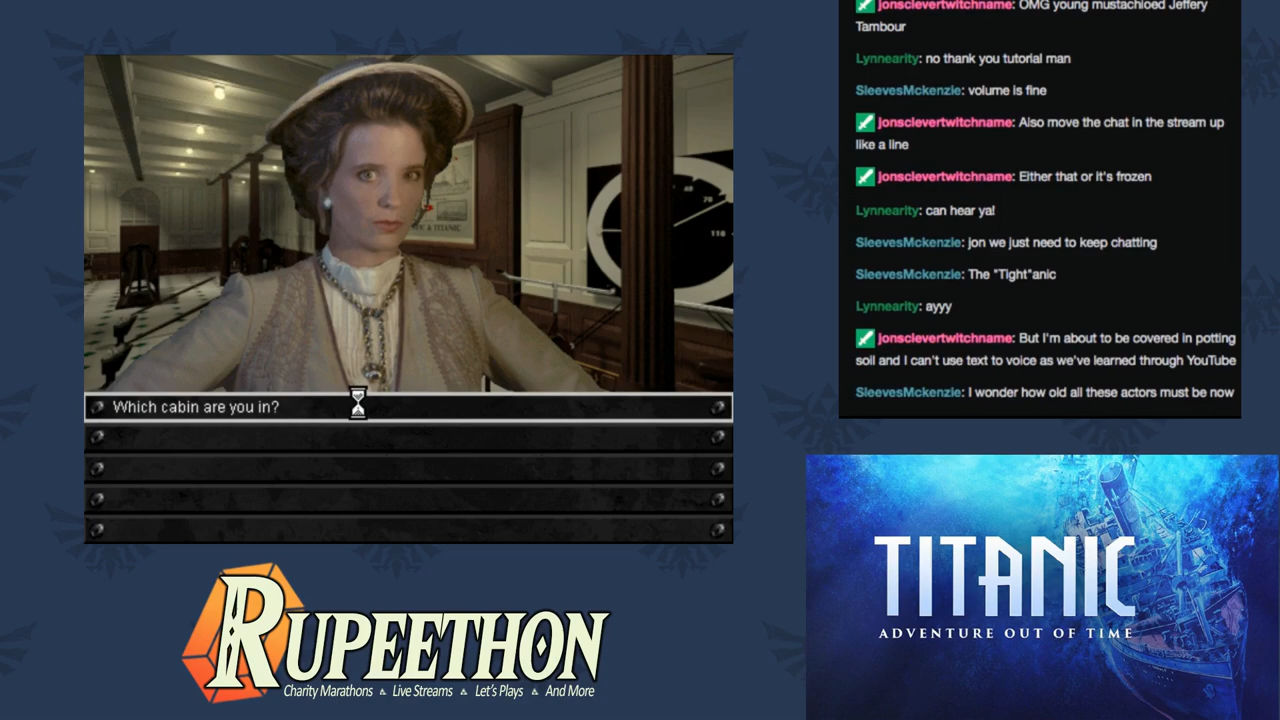 TIC & TITANIC
70
110
Which cabin are you in?
RUPEETHON
Charity Marathons Live Streams Let's Plays And More
jonsclevertwitchname: OMG young mustachioed Jeffery
Tambour
Lynnearity: no thank you tutorial man
SleevesMckenzie: volume is fine
jonsclevertwitchname: Also move the chat in the stream up
like a line
jonsclevertwitchname: Either that or it's frozen
Lynnearity: can hear ya!
SleevesMckenzie: jon we just need to keep chatting
SleevesMckenzie: The "Tight"anic
Lynnearity: ayyy
jonsclevertwitchname: But I'm about to be covered in potting
soil and I can't use text to voice as we've learned through YouTube
SleevesMckenzie: I wonder how old all these actors must be now
TITANIC
ADVENTURE OUT OF TIME